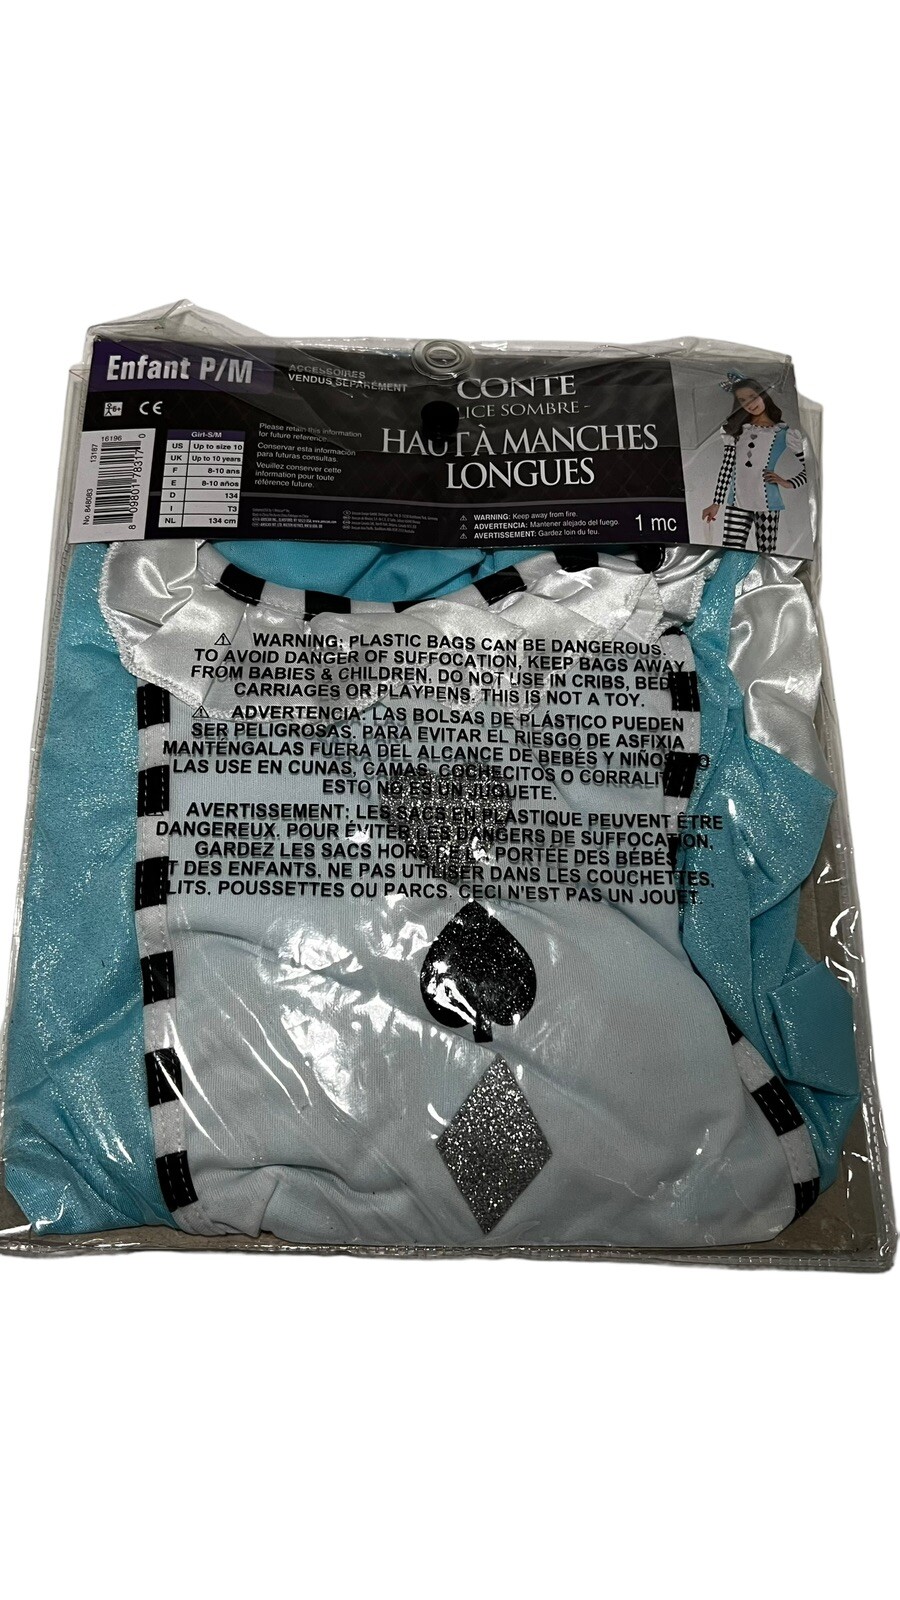 Enfant P/M
ACCESSOIRES
VENDUS SÉPARÉMENT
CONTE
LICE SOMBRE-
HAUT À MANCHES
LONGUES
6+
CE
16196
13187
No. 848083
8 09801 78317 0
Girl-S/M
US Up to size 10
UK Up to 10 years
F 8-10 ans
E 8-10 años
D 134
I T3
NL 134 cm
Please retain this information
for future reference.
Conservar esta información
para futuras consultas.
Veuillez conserver cette
information pour toute
référence future.
⚠ WARNING: Keep away from fire.
⚠ ADVERTENCIA: Mantener alejado del fuego.
⚠ AVERTISSEMENT: Gardez loin du feu.
1 mc
⚠ WARNING: PLASTIC BAGS CAN BE DANGEROUS.
TO AVOID DANGER OF SUFFOCATION, KEEP BAGS AWAY
FROM BABIES & CHILDREN, DO NOT USE IN CRIBS, BED
CARRIAGES OR PLAYPENS. THIS IS NOT A TOY.
⚠ ADVERTENCIA: LAS BOLSAS DE PLÁSTICO PUEDEN
SER PELIGROSAS. PARA EVITAR EL RIESGO DE ASFIXIA
MANTÉNGALAS FUERA DEL ALCANCE DE BEBÉS Y NIÑOS. NO
LAS USE EN CUNAS, CAMAS, COCHECITOS O CORRALIT
ESTO NO ES UN JUGUETE.
AVERTISSEMENT: LES SACS EN PLASTIQUE PEUVENT ÊTRE
DANGEREUX. POUR ÉVITER LES DANGERS DE SUFFOCATION,
GARDEZ LES SACS HORS DE LA PORTÉE DES BÉBÉS
T DES ENFANTS. NE PAS UTILISER DANS LES COUCHETTES,
LITS, POUSSETTES OU PARCS. CECI N'EST PAS UN JOUET.